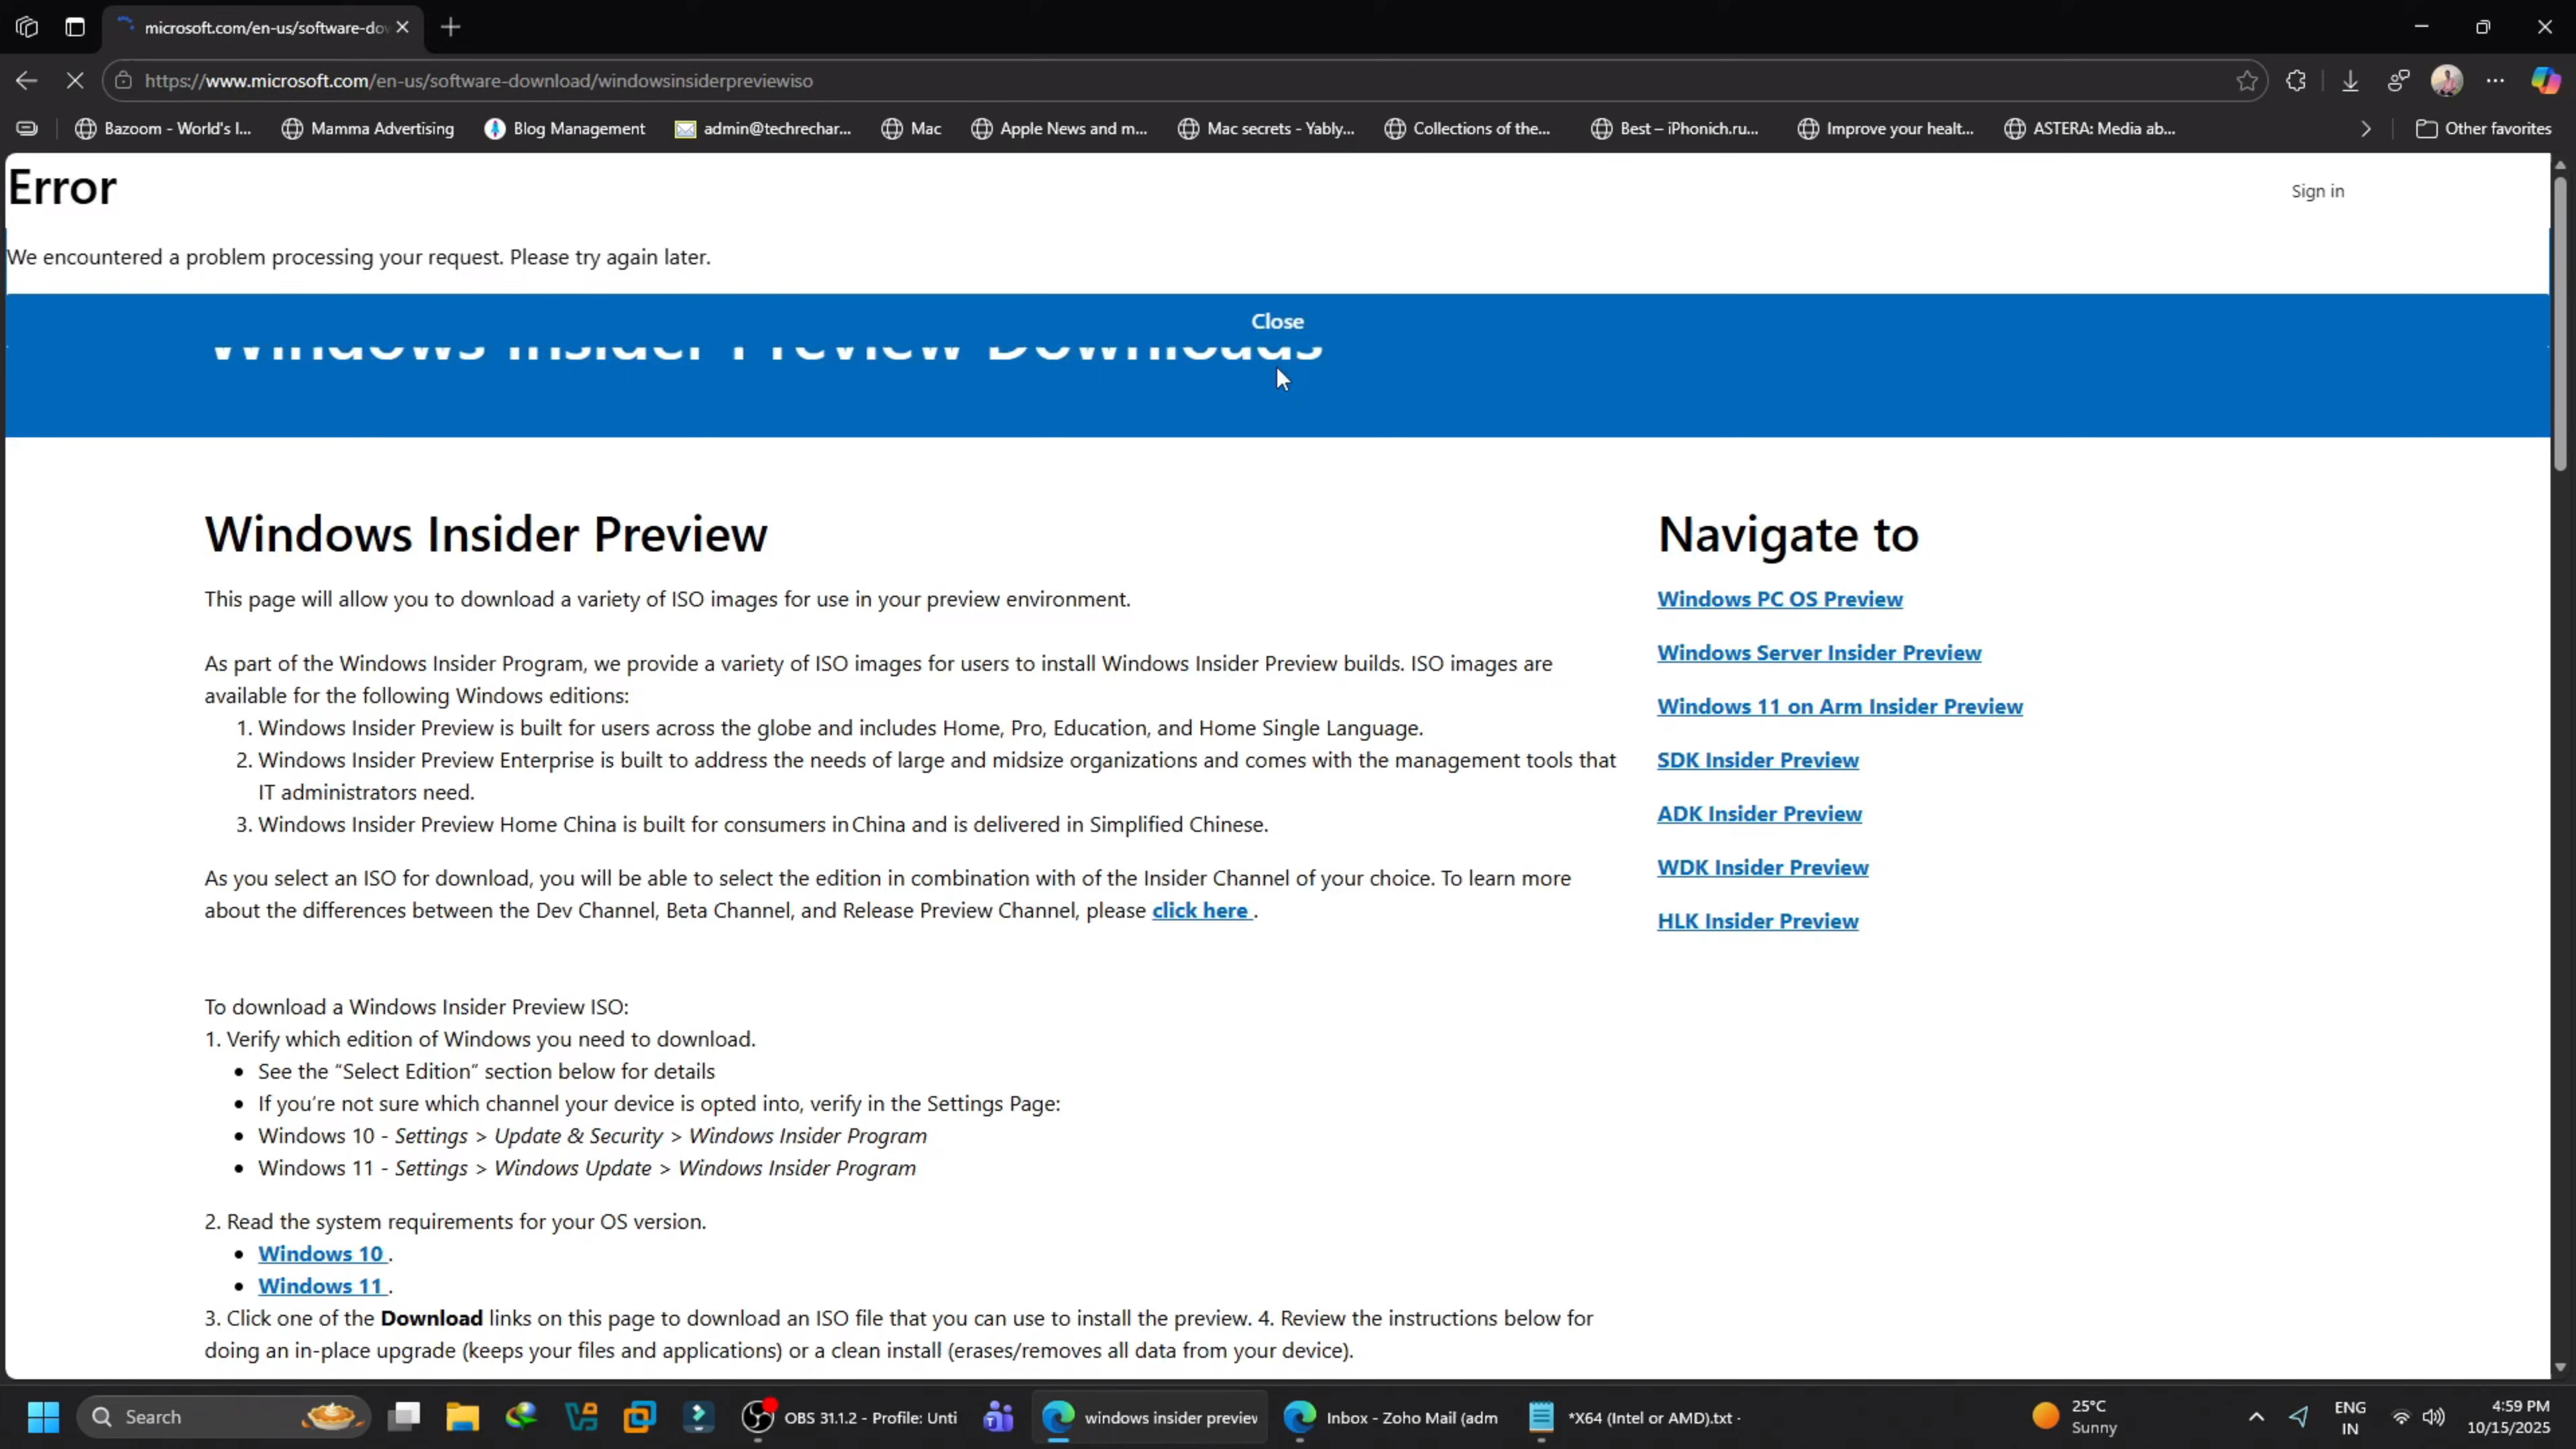 microsoft.com/en-us/software-dov
https://www.microsoft.com/en-us/software-download/windowsinsiderpreviewiso
Bazoom - World's l... Mamma Advertising Blog Management admin@techrechar... Mac Apple News and m... Mac secrets - Yably... Collections of the... Best – iPhonich.ru... Improve your healt... ASTERA: Media ab... Other favorites
Error
Sign in
We encountered a problem processing your request. Please try again later.
Close
Windows Insider Preview Downloads
Windows Insider Preview
This page will allow you to download a variety of ISO images for use in your preview environment.
As part of the Windows Insider Program, we provide a variety of ISO images for users to install Windows Insider Preview builds. ISO images are
available for the following Windows editions:
1. Windows Insider Preview is built for users across the globe and includes Home, Pro, Education, and Home Single Language.
2. Windows Insider Preview Enterprise is built to address the needs of large and midsize organizations and comes with the management tools that
IT administrators need.
3. Windows Insider Preview Home China is built for consumers in China and is delivered in Simplified Chinese.
As you select an ISO for download, you will be able to select the edition in combination with of the Insider Channel of your choice. To learn more
about the differences between the Dev Channel, Beta Channel, and Release Preview Channel, please click here .
To download a Windows Insider Preview ISO:
1. Verify which edition of Windows you need to download.
• See the “Select Edition” section below for details
• If you’re not sure which channel your device is opted into, verify in the Settings Page:
• Windows 10 - Settings > Update & Security > Windows Insider Program
• Windows 11 - Settings > Windows Update > Windows Insider Program
2. Read the system requirements for your OS version.
• Windows 10 .
• Windows 11 .
3. Click one of the Download links on this page to download an ISO file that you can use to install the preview. 4. Review the instructions below for
doing an in-place upgrade (keeps your files and applications) or a clean install (erases/removes all data from your device).
Navigate to
Windows PC OS Preview
Windows Server Insider Preview
Windows 11 on Arm Insider Preview
SDK Insider Preview
ADK Insider Preview
WDK Insider Preview
HLK Insider Preview
Search
OBS 31.1.2 - Profile: Unti
windows insider preview
Inbox - Zoho Mail (adm
*X64 (Intel or AMD).txt -
25°C
Sunny
ENG
IN
4:59 PM
10/15/2025